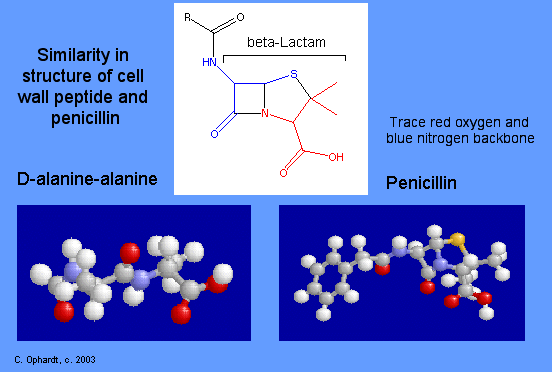 Similarity in
structure of cell
wall peptide and
penicillin
R
O
beta-Lactam
HN
S
N
O
O
OH
Trace red oxygen and
blue nitrogen backbone
D-alanine-alanine
Penicillin
C. Ophardt, c. 2003